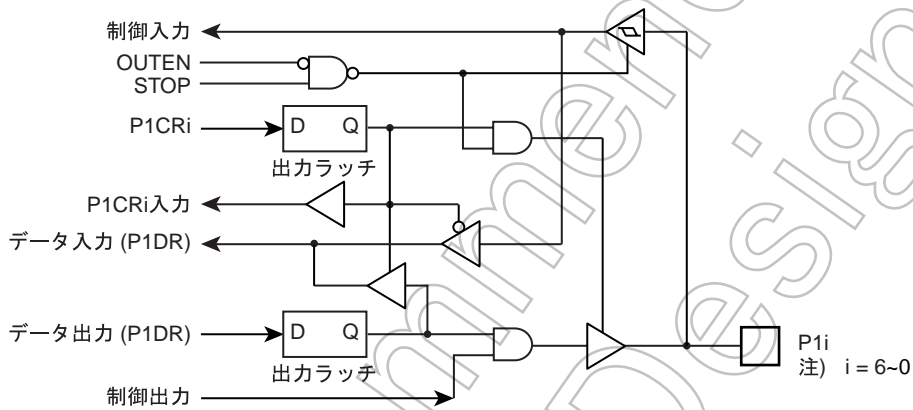 制御入力
OUTEN
STOP
P1CRi
D Q
出力ラッチ
P1CRi入力
データ入力 (P1DR)
データ出力 (P1DR)
D Q
出力ラッチ
制御出力
P1i
注) i = 6~0